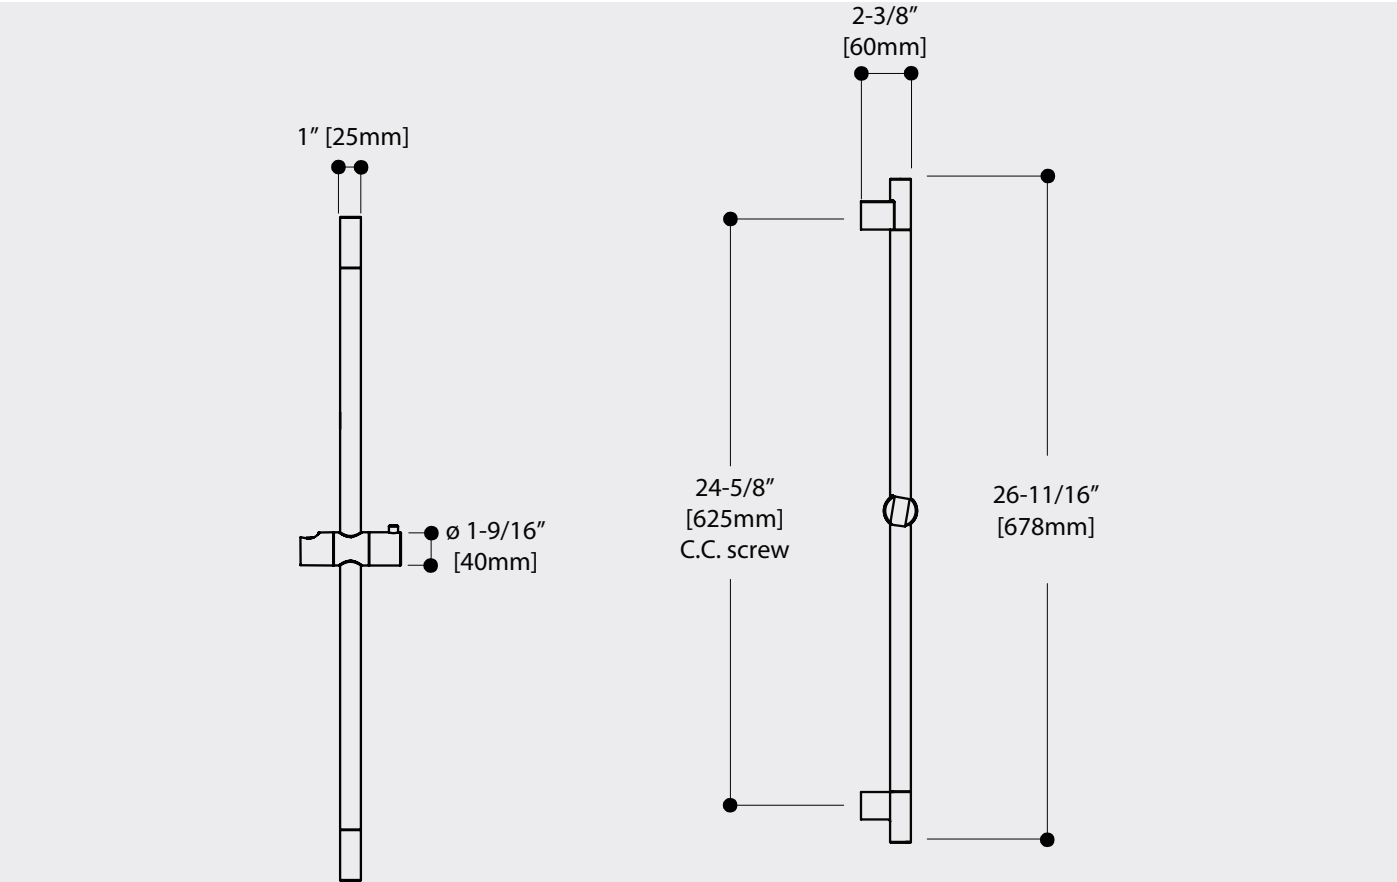 2-3/8”
[60mm]
1” [25mm]
24-5/8”
[625mm]
C.C. screw
26-11/16”
[678mm]
ø 1-9/16”
[40mm]